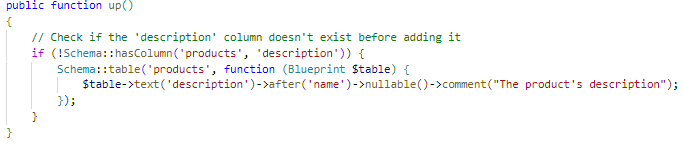 public function up()
{
    // Check if the 'description' column doesn't exist before adding it
    if (!Schema::hasColumn('products', 'description')) {
        Schema::table('products', function (Blueprint $table) {
            $table->text('description')->after('name')->nullable()->comment("The product's description");
        });
    }
}